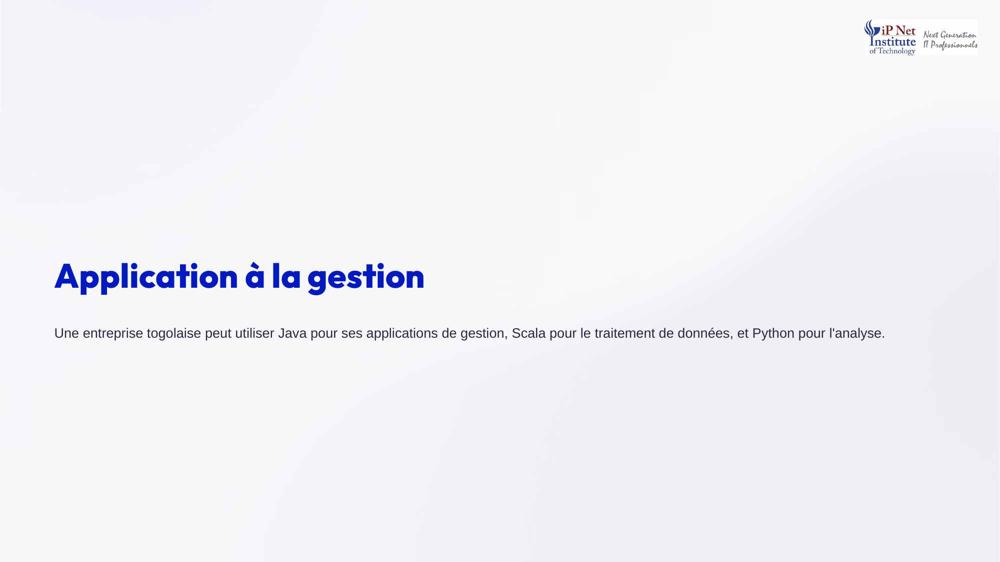 iP Net
Institute
of Technology
Next Generation
IT Professionnels
Application à la gestion
Une entreprise togolaise peut utiliser Java pour ses applications de gestion, Scala pour le traitement de données, et Python pour l'analyse.